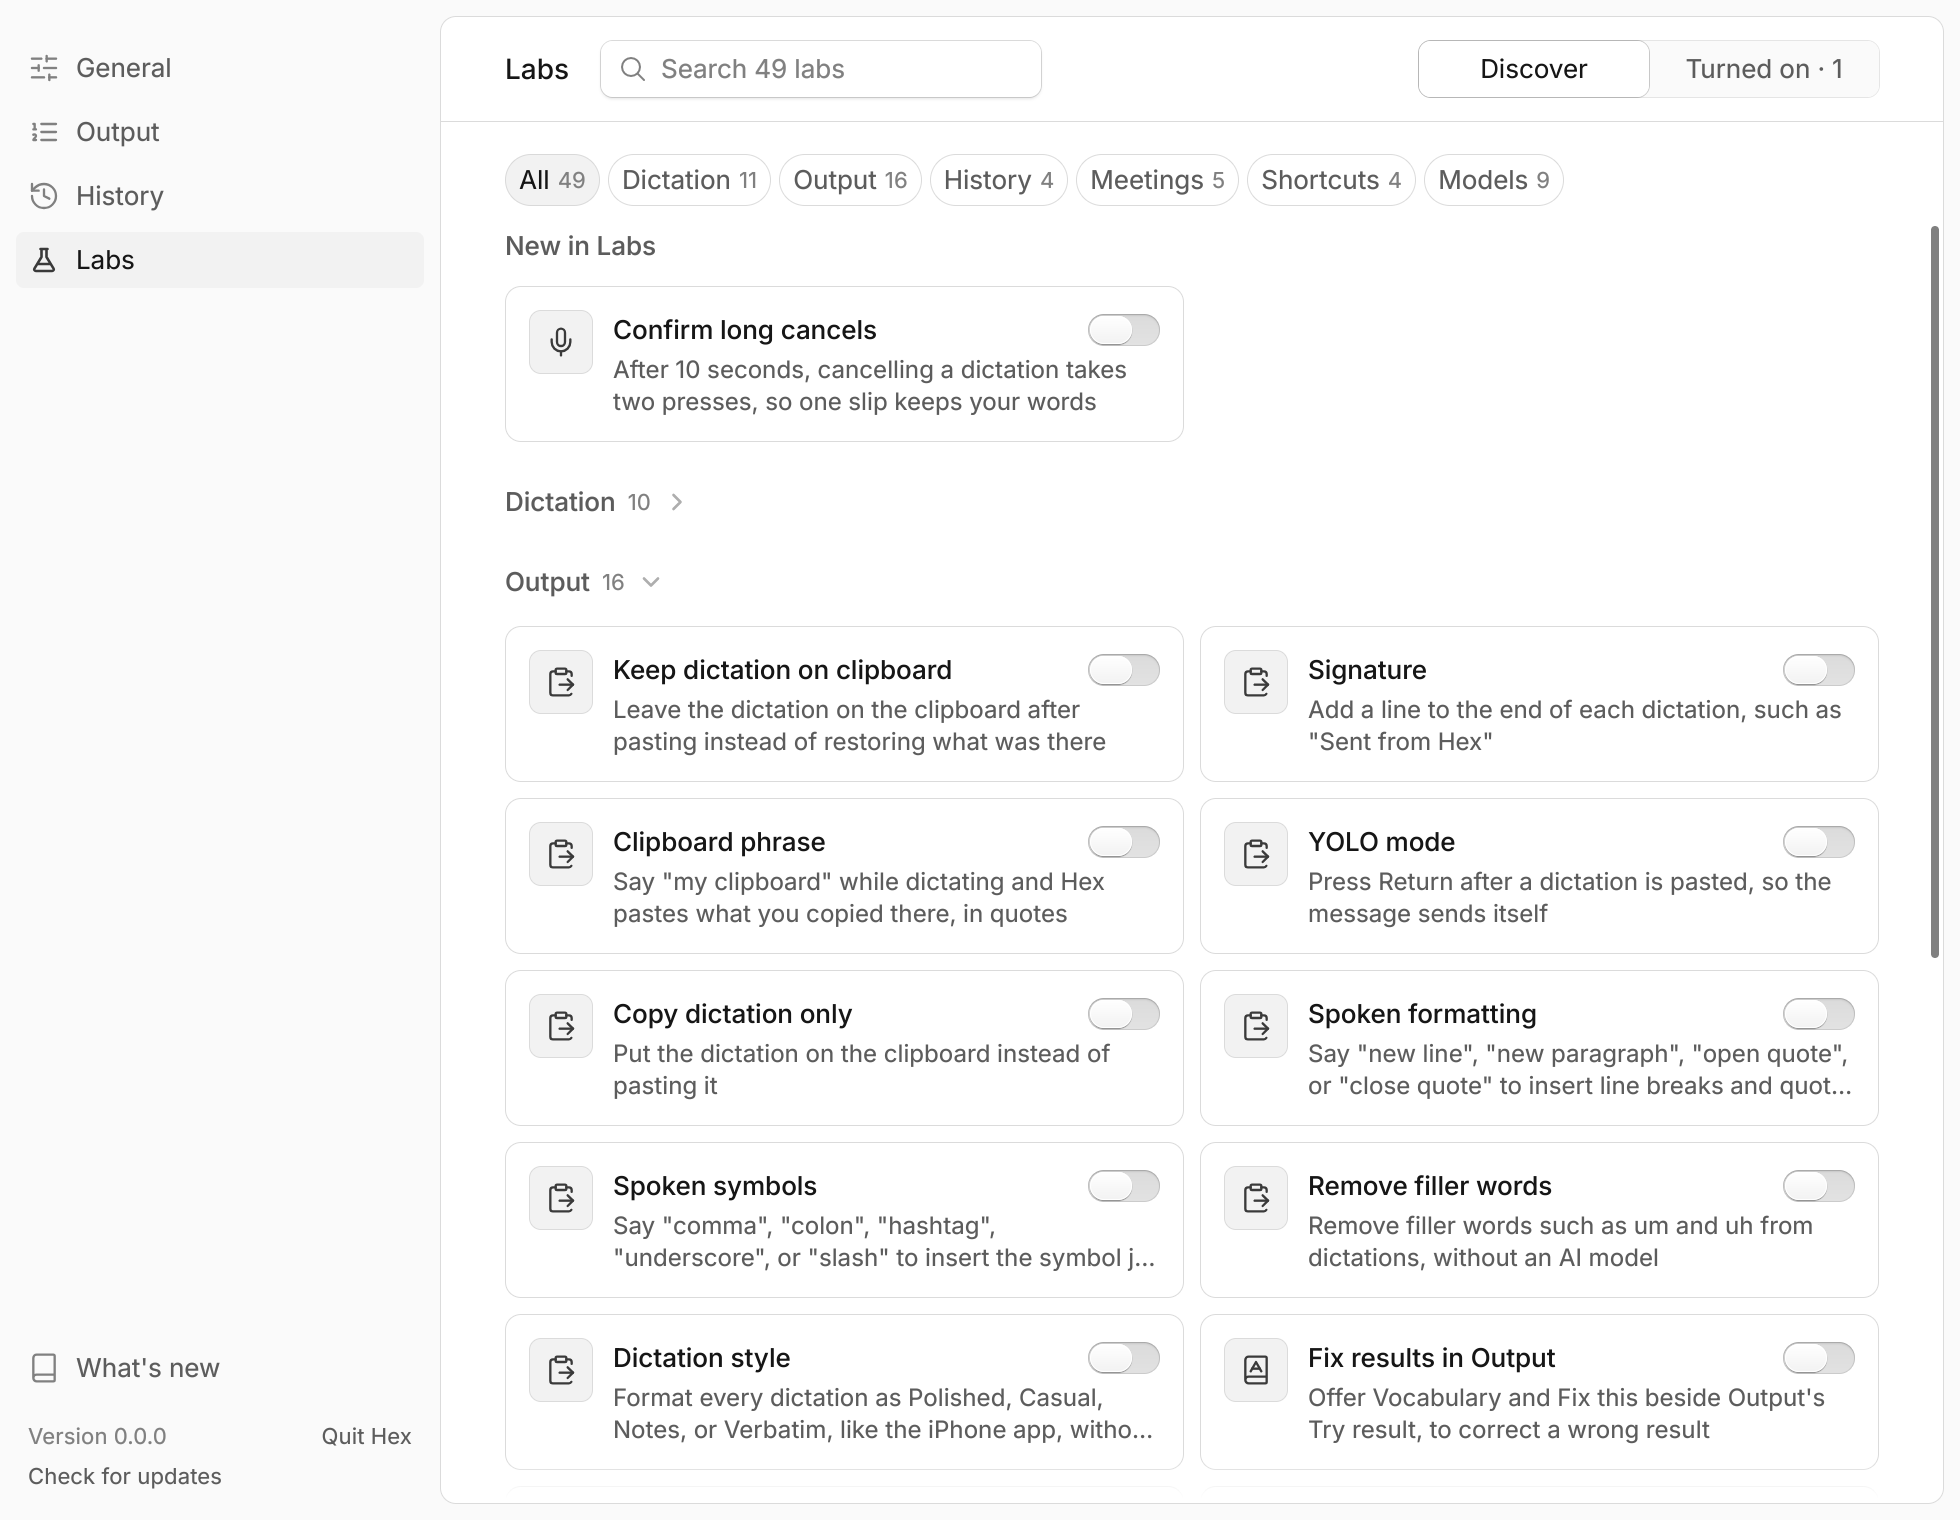 General
Output
History
Labs
What's new
Version 0.0.0
Quit Hex
Check for updates
Labs
Search 49 labs
Discover
Turned on · 1
All 49
Dictation 11
Output 16
History 4
Meetings 5
Shortcuts 4
Models 9
New in Labs
Confirm long cancels
After 10 seconds, cancelling a dictation takes
two presses, so one slip keeps your words
Dictation 10
Output 16
Keep dictation on clipboard
Leave the dictation on the clipboard after
pasting instead of restoring what was there
Signature
Add a line to the end of each dictation, such as
"Sent from Hex"
Clipboard phrase
Say "my clipboard" while dictating and Hex
pastes what you copied there, in quotes
YOLO mode
Press Return after a dictation is pasted, so the
message sends itself
Copy dictation only
Put the dictation on the clipboard instead of
pasting it
Spoken formatting
Say "new line", "new paragraph", "open quote",
or "close quote" to insert line breaks and quot...
Spoken symbols
Say "comma", "colon", "hashtag",
"underscore", or "slash" to insert the symbol j...
Remove filler words
Remove filler words such as um and uh from
dictations, without an AI model
Dictation style
Format every dictation as Polished, Casual,
Notes, or Verbatim, like the iPhone app, witho...
Fix results in Output
Offer Vocabulary and Fix this beside Output's
Try result, to correct a wrong result